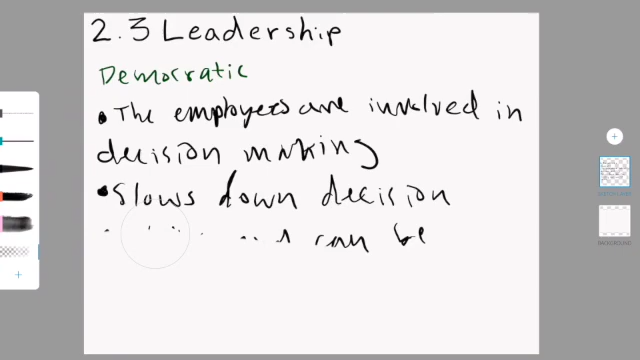 2.3 Leadership
Democratic
• The employees are involved in
decision making
• Slows down decision
can be